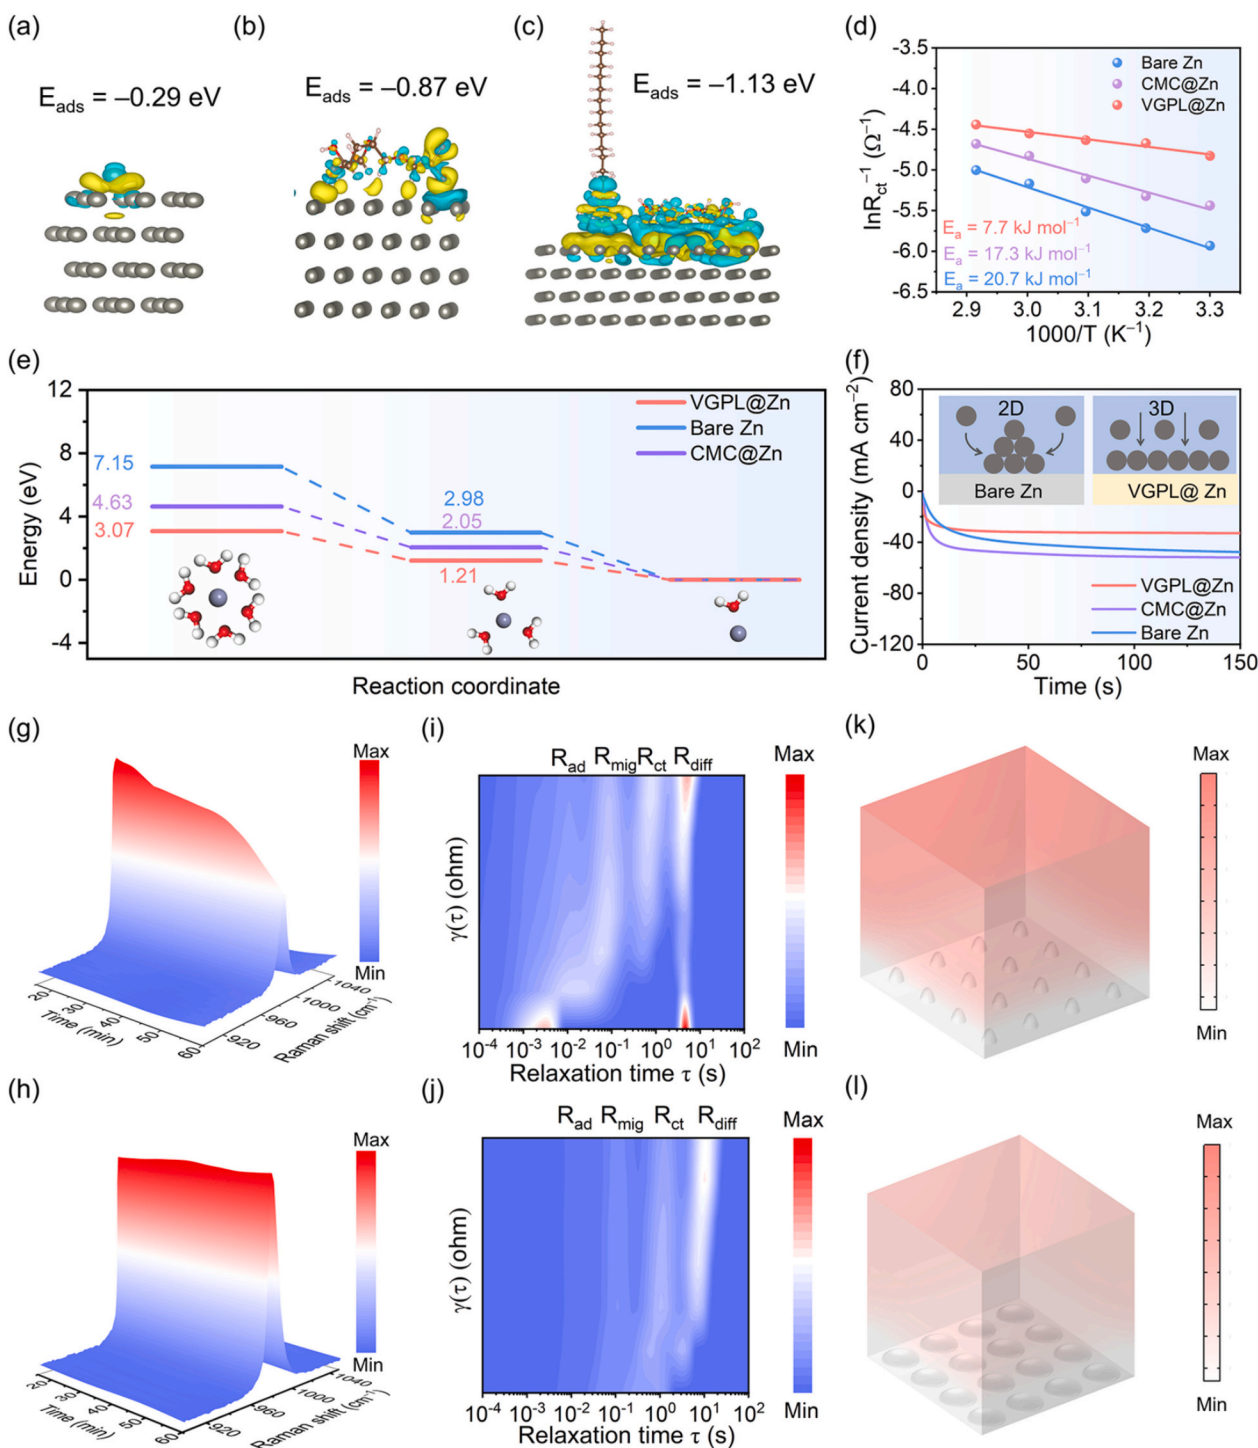 (a)
E_ads = –0.29 eV
(b)
E_ads = –0.87 eV
(c)
E_ads = –1.13 eV
(d)
lnR_ct^–1 (Ω^–1)
-3.5
-4.0
-4.5
-5.0
-5.5
-6.0
-6.5
Bare Zn
CMC@Zn
VGPL@Zn
E_a = 7.7 kJ mol^–1
E_a = 17.3 kJ mol^–1
E_a = 20.7 kJ mol^–1
2.9 3.0 3.1 3.2 3.3
1000/T (K^–1)
(e)
Energy (eV)
12
8
4
0
-4
VGPL@Zn
Bare Zn
CMC@Zn
7.15
4.63
3.07
2.98
2.05
1.21
Reaction coordinate
(f)
Current density (mA cm^–2)
80
40
0
-40
-80
C-120
2D
3D
Bare Zn
VGPL@ Zn
VGPL@Zn
CMC@Zn
Bare Zn
0 50 100 150
Time (s)
(g)
Max
Min
20 30 40 50 60
Time (min)
920 960 1000 1040
Raman shift (cm^-1)
(i)
R_ad R_mig R_ct R_diff
Max
Min
γ(τ) (ohm)
10^-4 10^-3 10^-2 10^-1 10^0 10^1 10^2
Relaxation time τ (s)
(k)
Max
Min
(h)
Max
Min
20 30 40 50 60
Time (min)
920 960 1000 1040
Raman shift (cm^-1)
(j)
R_ad R_mig R_ct R_diff
Max
Min
γ(τ) (ohm)
10^-4 10^-3 10^-2 10^-1 10^0 10^1 10^2
Relaxation time τ (s)
(l)
Max
Min